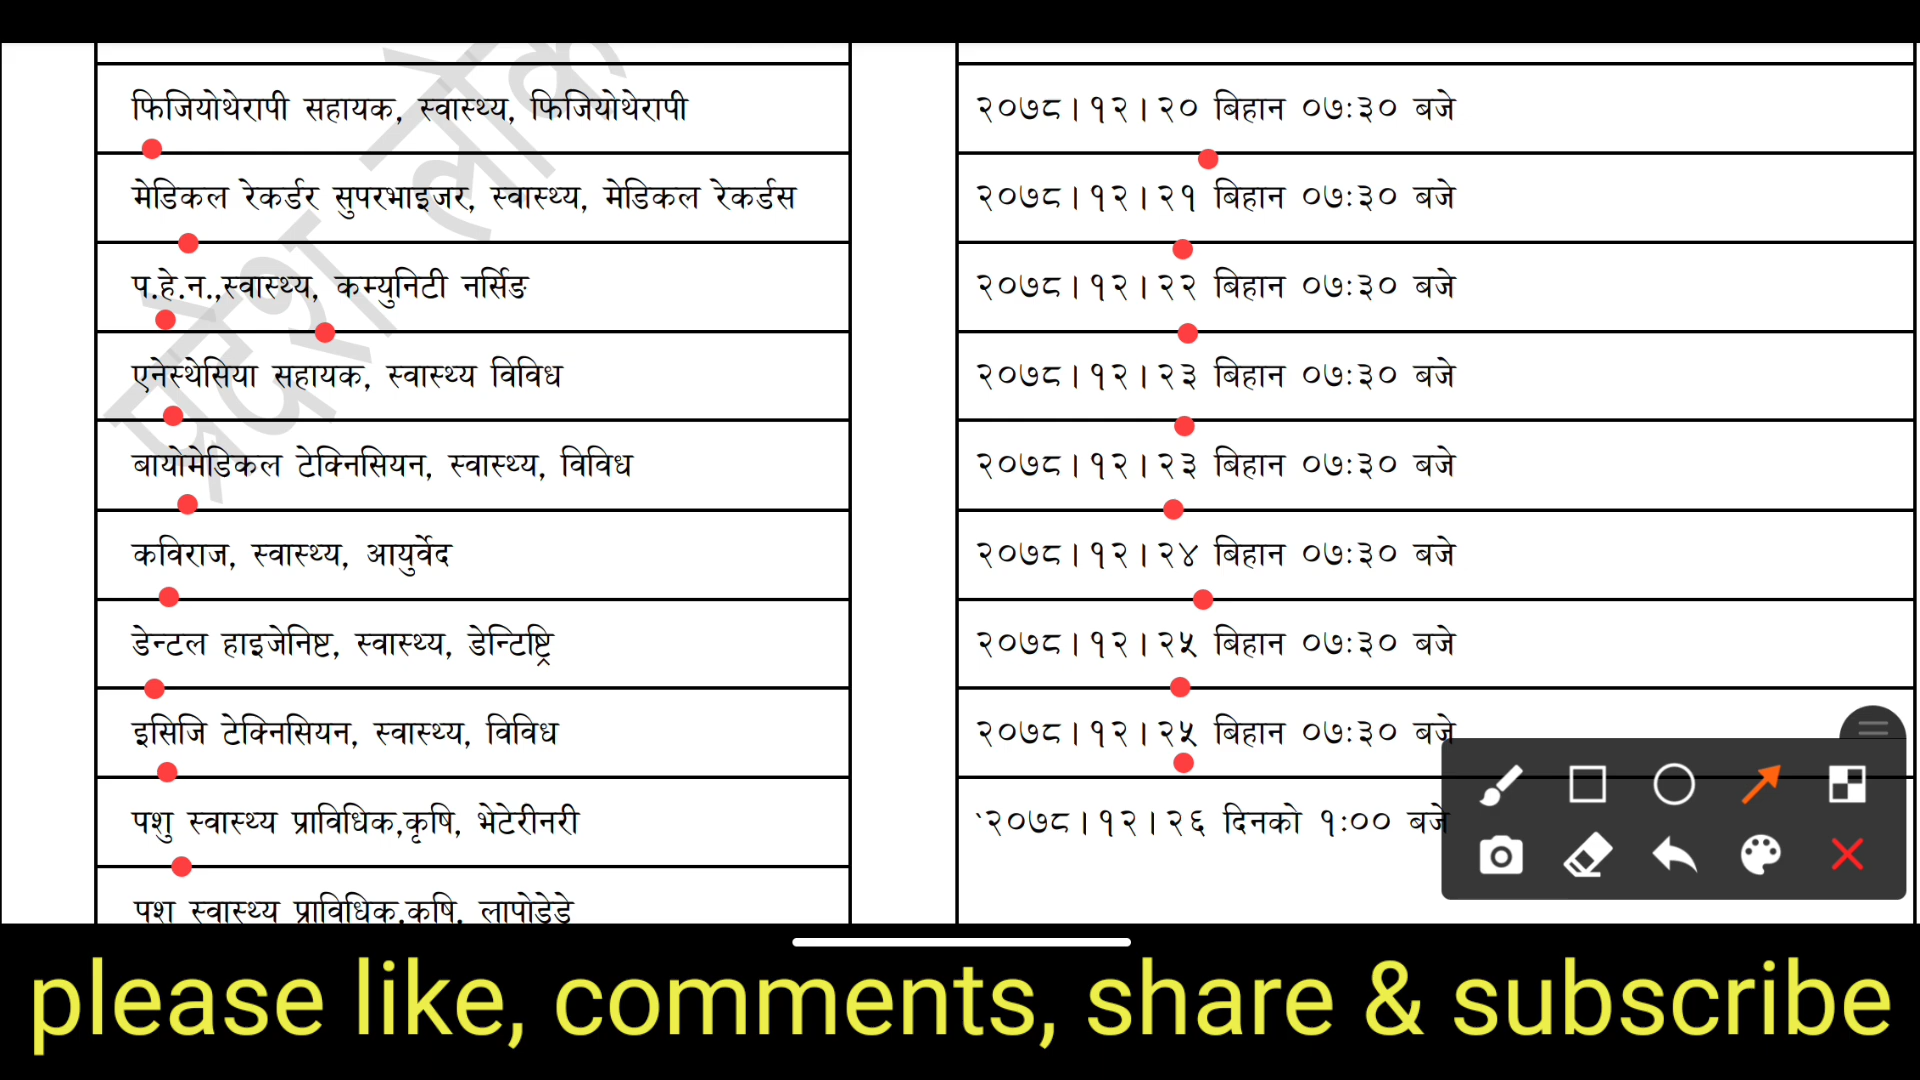 फिजियोथेरापी सहायक, स्वास्थ्य, फिजियोथेरापी २०७८।१२।२० बिहान ०७:३० बजे
मेडिकल रेकर्डर सुपरभाइजर, स्वास्थ्य, मेडिकल रेकर्डस २०७८।१२।२१ बिहान ०७:३० बजे
प.हे.न.,स्वास्थ्य, कम्युनिटी नर्सिङ २०७८।१२।२२ बिहान ०७:३० बजे
एनेस्थेसिया सहायक, स्वास्थ्य विविध २०७८।१२।२३ बिहान ०७:३० बजे
बायोमेडिकल टेक्निसियन, स्वास्थ्य, विविध २०७८।१२।२३ बिहान ०७:३० बजे
कविराज, स्वास्थ्य, आयुर्वेद २०७८।१२।२४ बिहान ०७:३० बजे
डेन्टल हाइजेनिष्ट, स्वास्थ्य, डेन्टिष्ट्रि २०७८।१२।२५ बिहान ०७:३० बजे
इसिजि टेक्निसियन, स्वास्थ्य, विविध २०७८।१२।२५ बिहान ०७:३० बजे
पशु स्वास्थ्य प्राविधिक,कृषि, भेटेरीनरी `२०७८।१२।२६ दिनको १:०० बजे
पशु स्वास्थ्य प्राविधिक,कृषि, लापोडेडे
प्रदेश लोक
please like, comments, share & subscribe